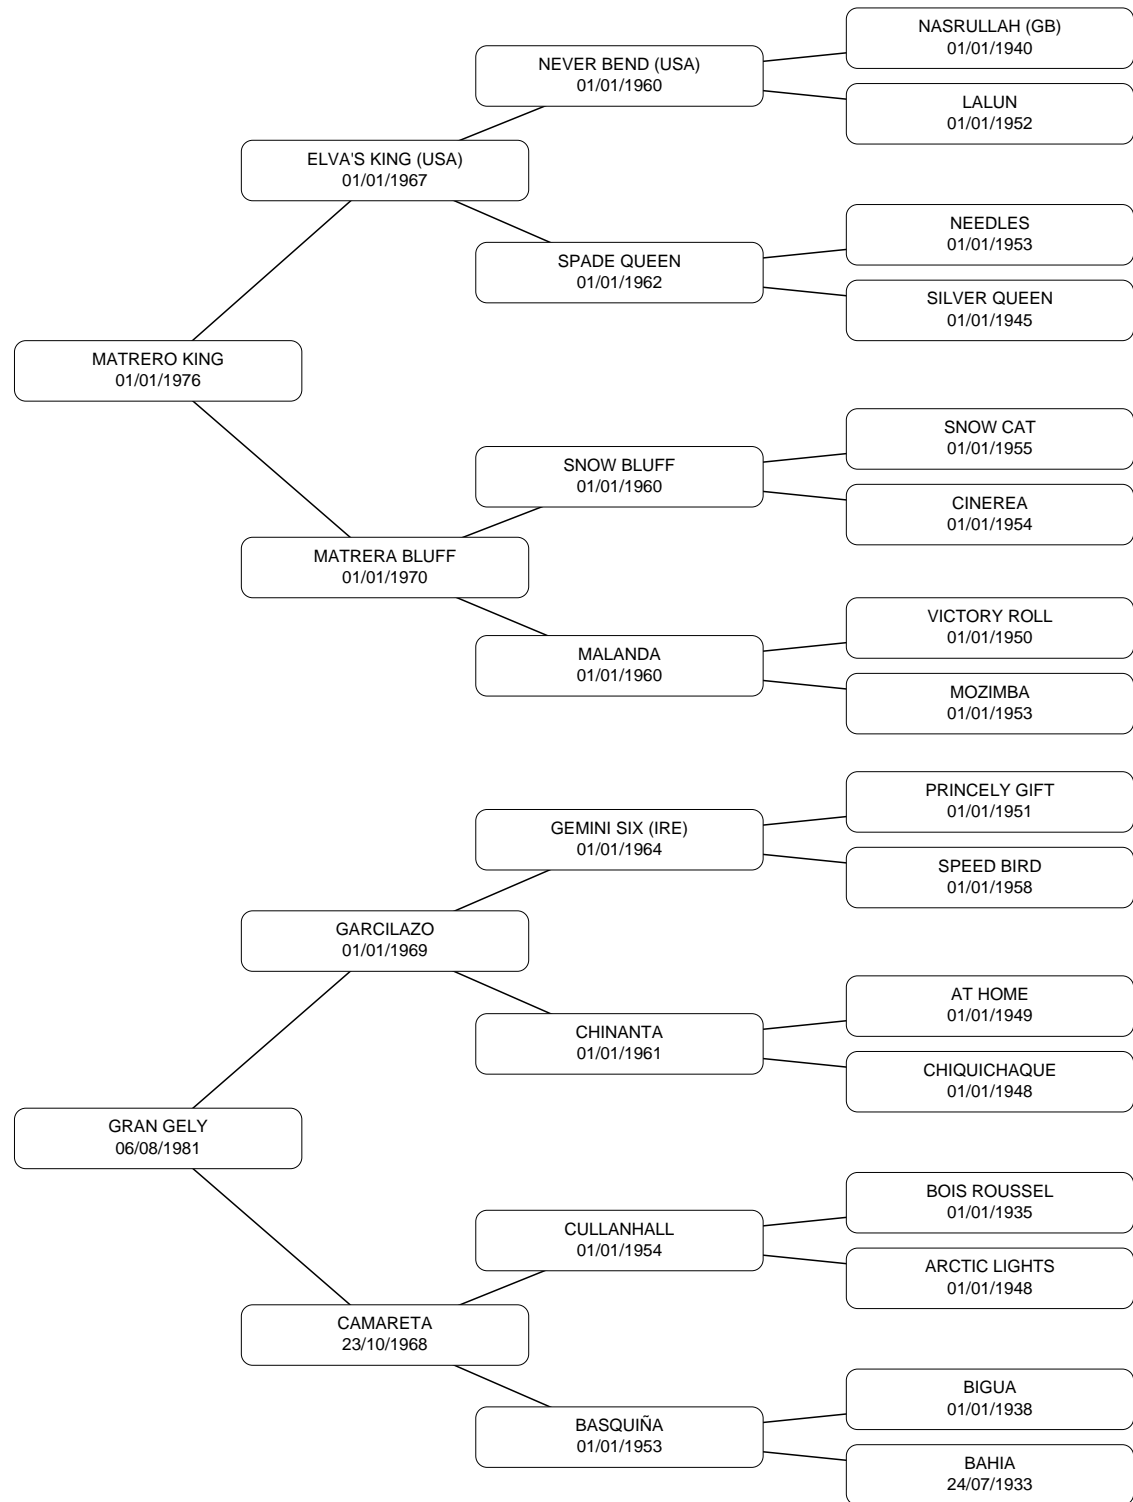 NASRULLAH (GB)
01/01/1940
NEVER BEND (USA)
01/01/1960
LALUN
01/01/1952
ELVA'S KING (USA)
01/01/1967
NEEDLES
01/01/1953
SPADE QUEEN
01/01/1962
SILVER QUEEN
01/01/1945
MATRERO KING
01/01/1976
SNOW CAT
01/01/1955
SNOW BLUFF
01/01/1960
CINEREA
01/01/1954
MATRERA BLUFF
01/01/1970
VICTORY ROLL
01/01/1950
MALANDA
01/01/1960
MOZIMBA
01/01/1953
PRINCELY GIFT
01/01/1951
GEMINI SIX (IRE)
01/01/1964
SPEED BIRD
01/01/1958
GARCILAZO
01/01/1969
AT HOME
01/01/1949
CHINANTA
01/01/1961
CHIQUICHAQUE
01/01/1948
GRAN GELY
06/08/1981
BOIS ROUSSEL
01/01/1935
CULLANHALL
01/01/1954
ARCTIC LIGHTS
01/01/1948
CAMARETA
23/10/1968
BIGUA
01/01/1938
BASQUIÑA
01/01/1953
BAHIA
24/07/1933